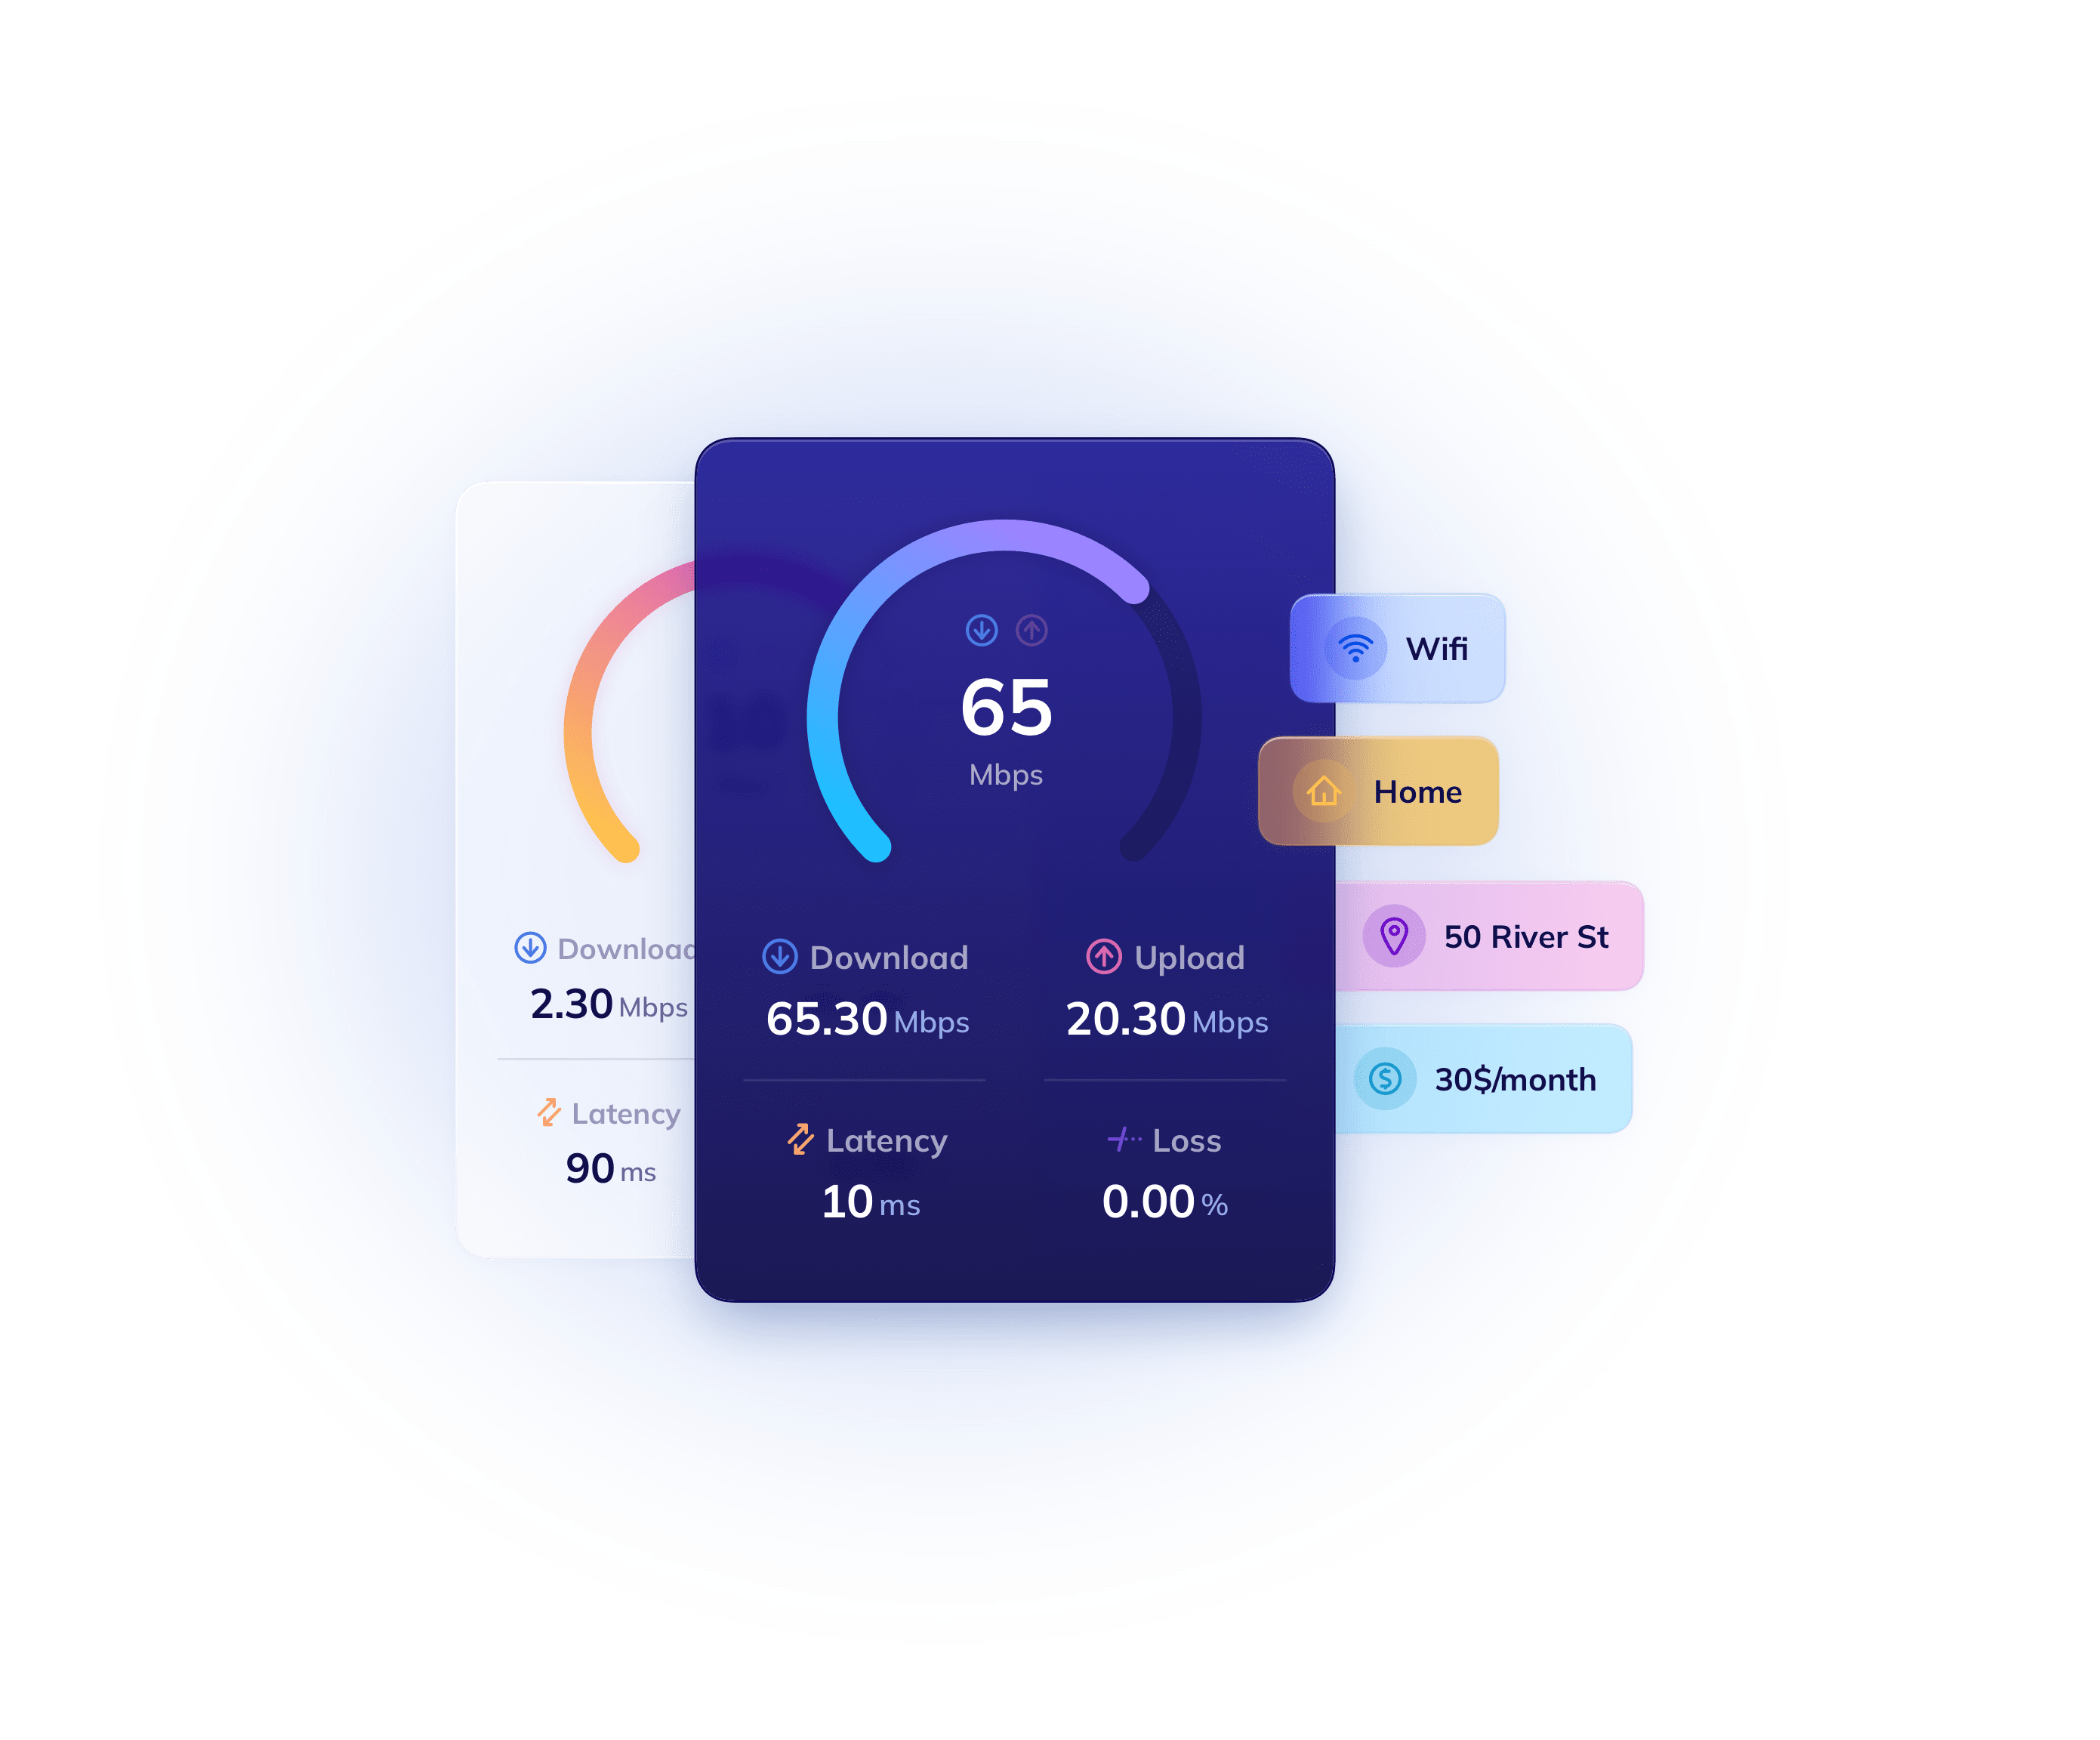 Download
2.30 Mbps
Latency
90 ms
65
Mbps
Download
65.30 Mbps
Upload
20.30 Mbps
Latency
10 ms
Loss
0.00 %
Wifi
Home
50 River St
30$/month